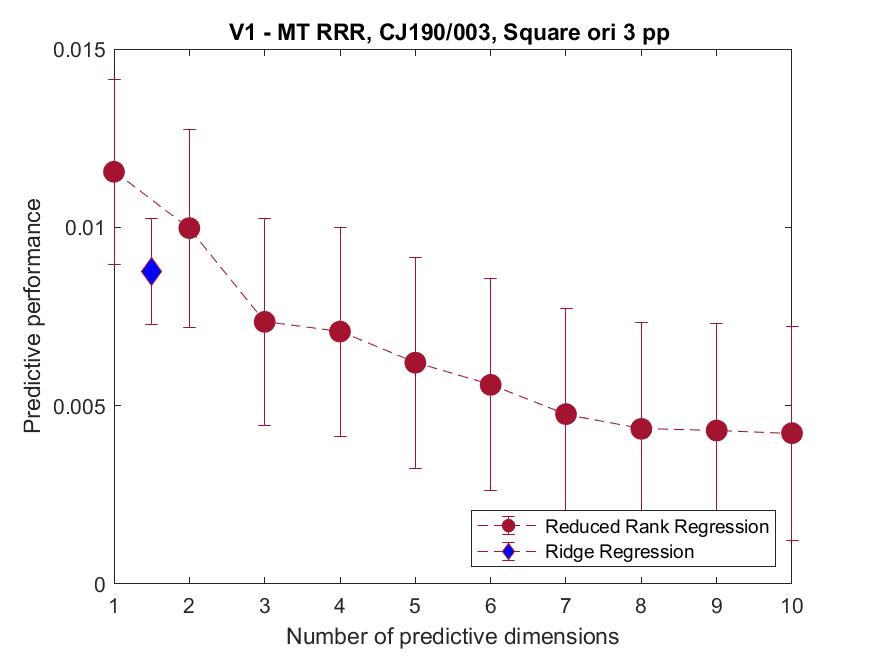 V1 - MT RRR, CJ190/003, Square ori 3 pp
0.015
0.01
0.005
0
Predictive performance
1 2 3 4 5 6 7 8 9 10
Number of predictive dimensions
Reduced Rank Regression
Ridge Regression